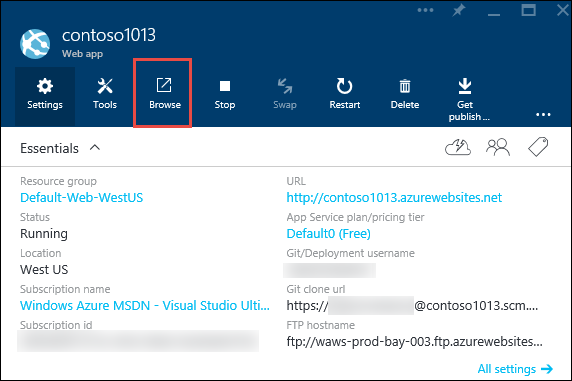 contoso1013
Web app
Settings
Tools
Browse
Stop
Swap
Restart
Delete
Get publish ...
Essentials
Resource group
Default-Web-WestUS
Status
Running
Location
West US
Subscription name
Windows Azure MSDN - Visual Studio Ulti...
Subscription id
URL
http://contoso1013.azurewebsites.net
App Service plan/pricing tier
Default0 (Free)
Git/Deployment username
Git clone url
https:// @contoso1013.scm....
FTP hostname
ftp://waws-prod-bay-003.ftp.azurewebsites...
All settings